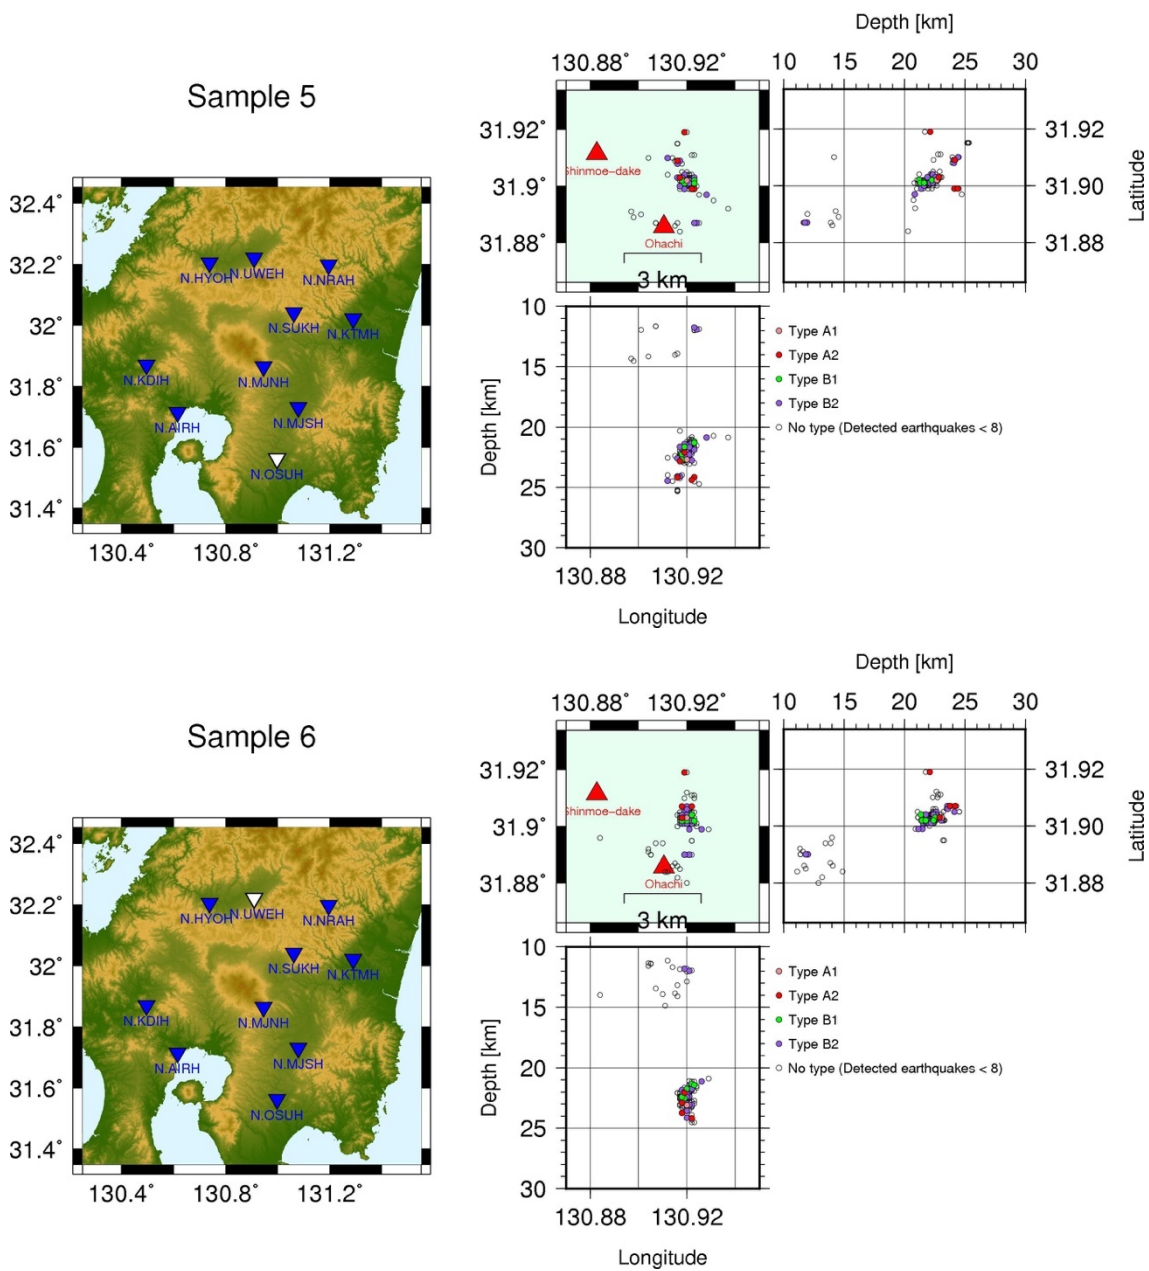 Sample 5
32.4˚
32.2˚
32˚
31.8˚
31.6˚
31.4˚
130.4˚ 130.8˚ 131.2˚
N.HYOH
N.UWEH
N.NRAH
N.SUKH
N.KTMH
N.KDIH
N.MJNH
N.AIRH
N.MJSH
N.OSUH
130.88˚ 130.92˚
31.92˚
31.9˚
31.88˚
Shinmoe-dake
Ohachi
3 km
Depth [km]
10 15 20 25 30
31.92
31.90
31.88
Latitude
10
15
20
25
30
Depth [km]
130.88 130.92
Longitude
Type A1
Type A2
Type B1
Type B2
No type (Detected earthquakes < 8)
Sample 6
32.4˚
32.2˚
32˚
31.8˚
31.6˚
31.4˚
130.4˚ 130.8˚ 131.2˚
N.HYOH
N.UWEH
N.NRAH
N.SUKH
N.KTMH
N.KDIH
N.MJNH
N.AIRH
N.MJSH
N.OSUH
130.88˚ 130.92˚
31.92˚
31.9˚
31.88˚
Shinmoe-dake
Ohachi
3 km
Depth [km]
10 15 20 25 30
31.92
31.90
31.88
Latitude
10
15
20
25
30
Depth [km]
130.88 130.92
Longitude
Type A1
Type A2
Type B1
Type B2
No type (Detected earthquakes < 8)